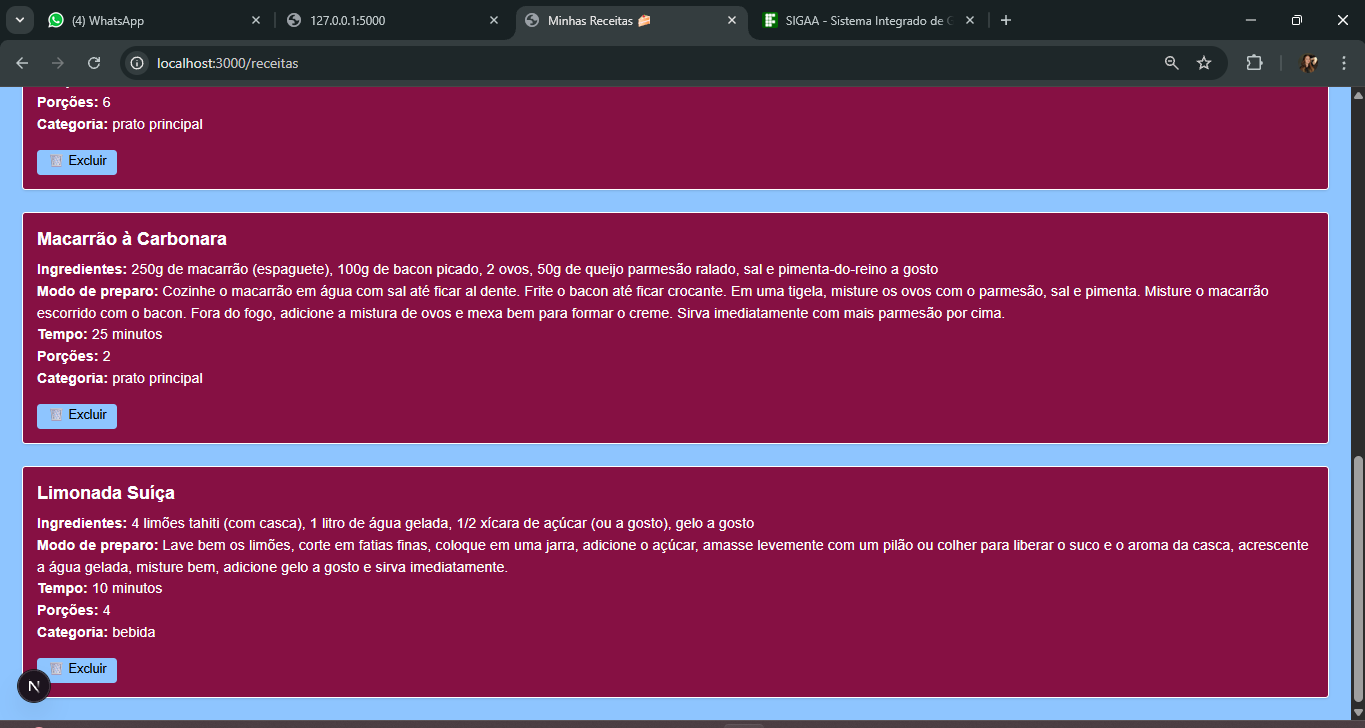 (4) WhatsApp
127.0.0.1:5000
Minhas Receitas
SIGAA - Sistema Integrado de
localhost:3000/receitas
Porções: 6
Categoria: prato principal
Excluir
Macarrão à Carbonara
Ingredientes: 250g de macarrão (espaguete), 100g de bacon picado, 2 ovos, 50g de queijo parmesão ralado, sal e pimenta-do-reino a gosto
Modo de preparo: Cozinhe o macarrão em água com sal até ficar al dente. Frite o bacon até ficar crocante. Em uma tigela, misture os ovos com o parmesão, sal e pimenta. Misture o macarrão
escorrido com o bacon. Fora do fogo, adicione a mistura de ovos e mexa bem para formar o creme. Sirva imediatamente com mais parmesão por cima.
Tempo: 25 minutos
Porções: 2
Categoria: prato principal
Excluir
Limonada Suíça
Ingredientes: 4 limões tahiti (com casca), 1 litro de água gelada, 1/2 xícara de açúcar (ou a gosto), gelo a gosto
Modo de preparo: Lave bem os limões, corte em fatias finas, coloque em uma jarra, adicione o açúcar, amasse levemente com um pilão ou colher para liberar o suco e o aroma da casca, acrescente
a água gelada, misture bem, adicione gelo a gosto e sirva imediatamente.
Tempo: 10 minutos
Porções: 4
Categoria: bebida
Excluir
N